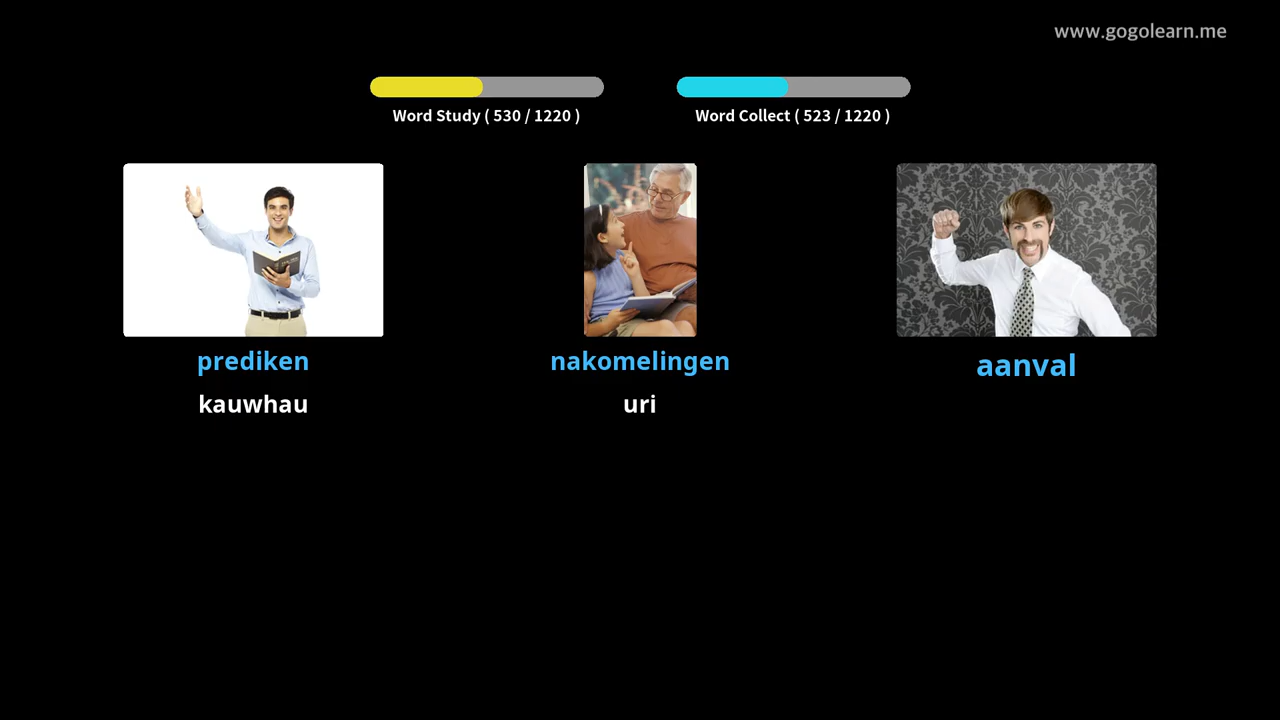 www.gogolearn.me
Word Study ( 530 / 1220 )
Word Collect ( 523 / 1220 )
prediken
nakomelingen
aanval
kauwhau
uri